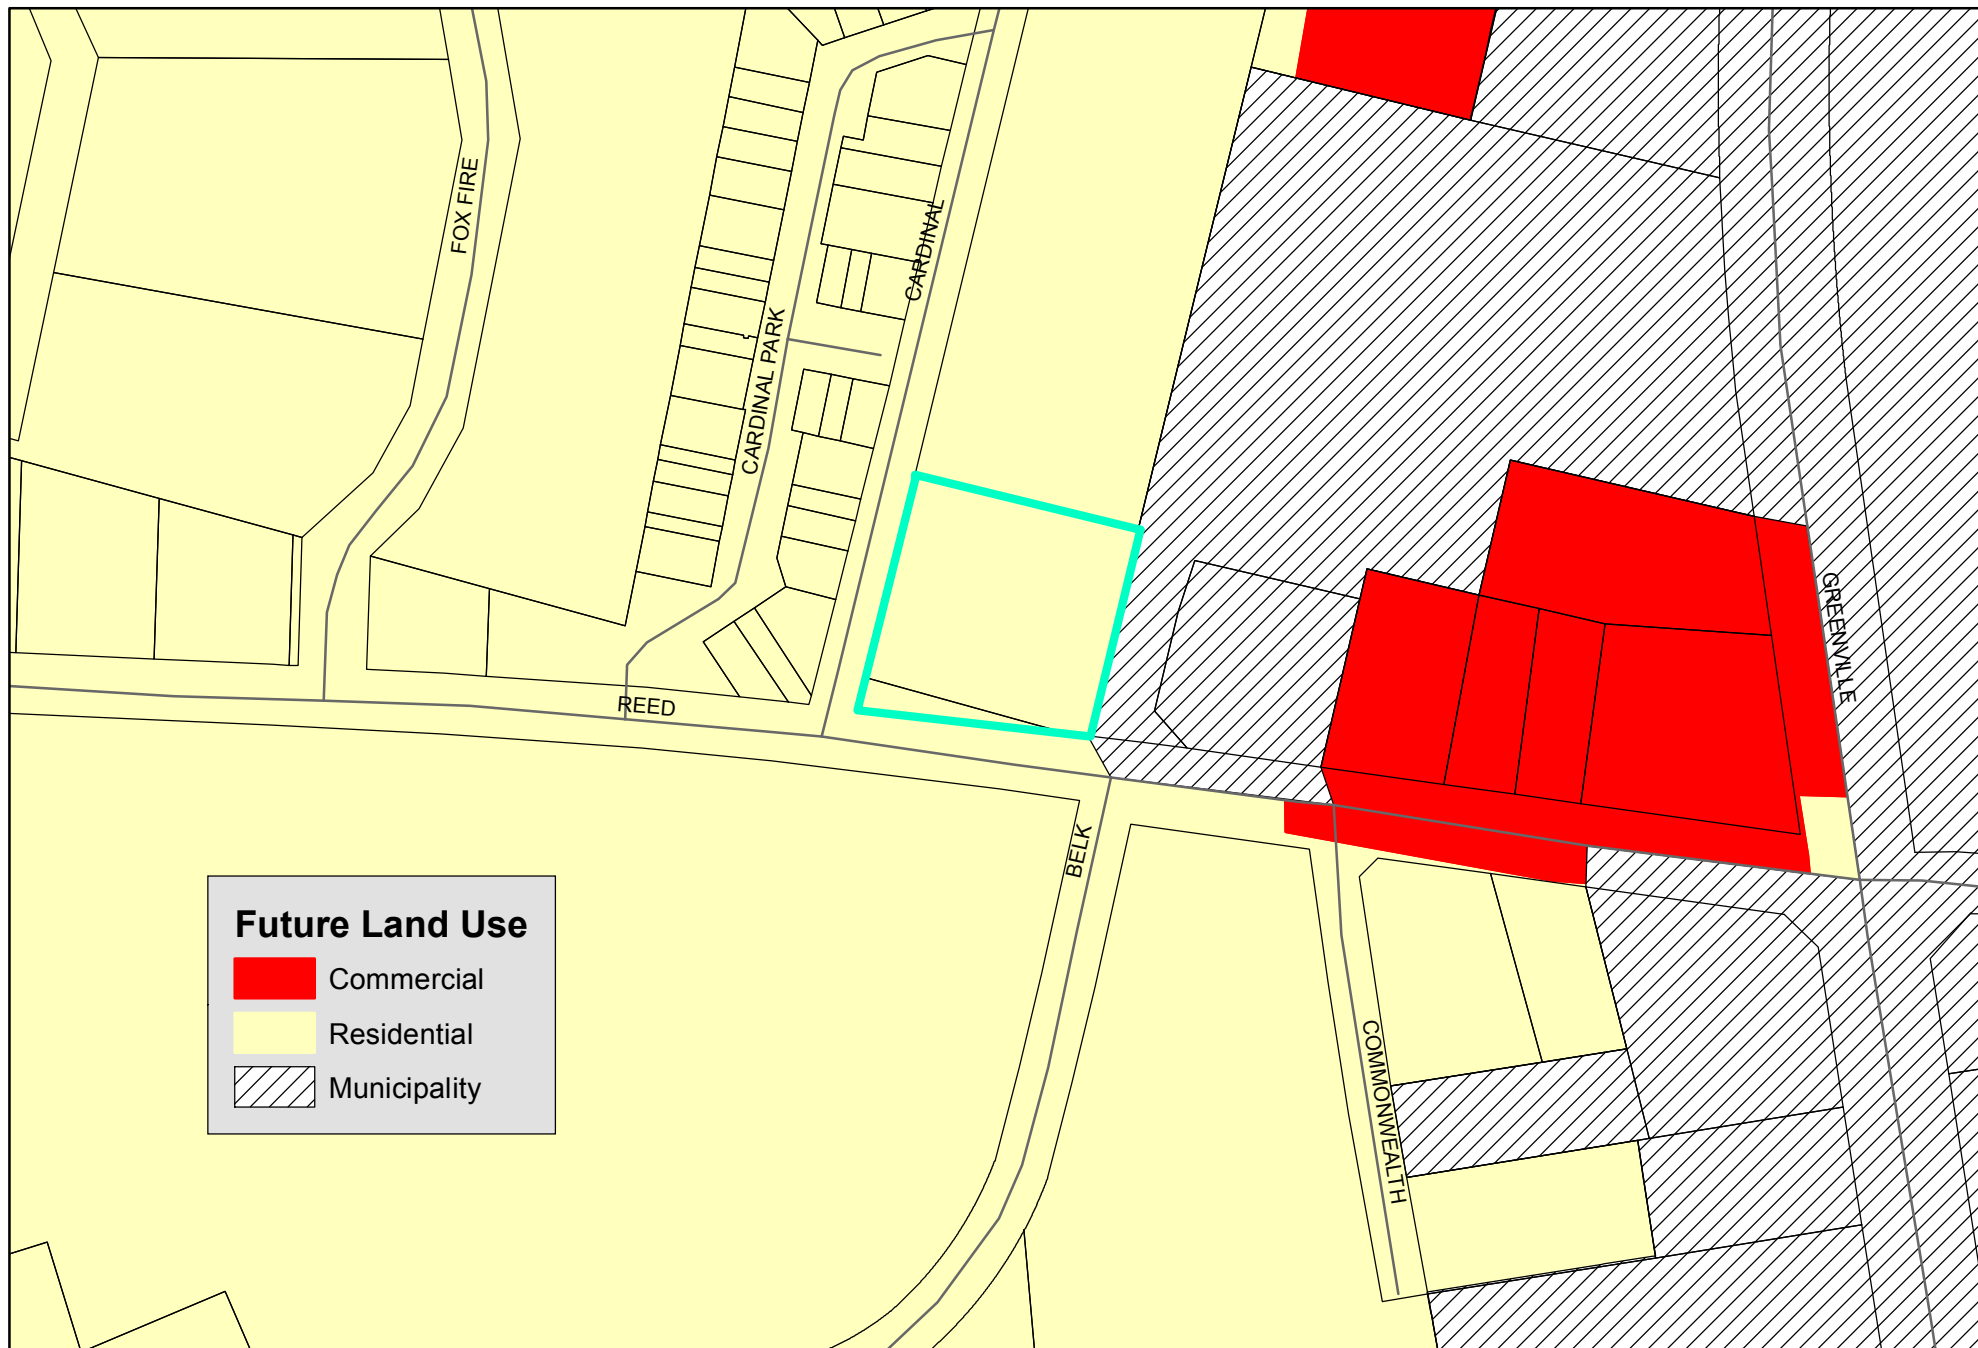 FOX FIRE
CARDINAL
CARDINAL PARK
GREENVILLE
REED
BELK
COMMONWEALTH
Future Land Use
Commercial
Residential
Municipality